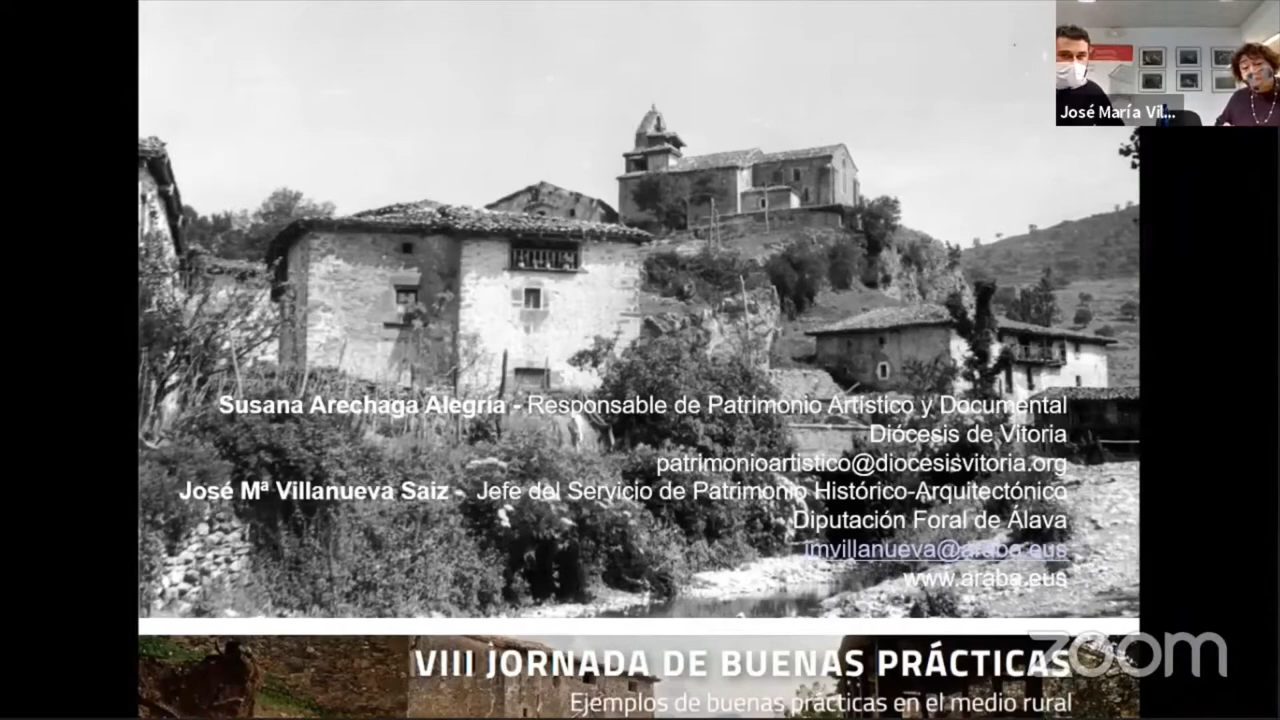 José María Vil...
Susana Arechaga Alegría - Responsable de Patrimonio Artístico y Documental
Diócesis de Vitoria
patrimonioartistico@diocesisvitoria.org
José Mª Villanueva Saiz - Jefe del Servicio de Patrimonio Histórico-Arquitectónico
Diputación Foral de Álava
jmvillanueva@araba.eus
www.araba.eus
VIII JORNADA DE BUENAS PRÁCTICAS
Ejemplos de buenas prácticas en el medio rural
zoom